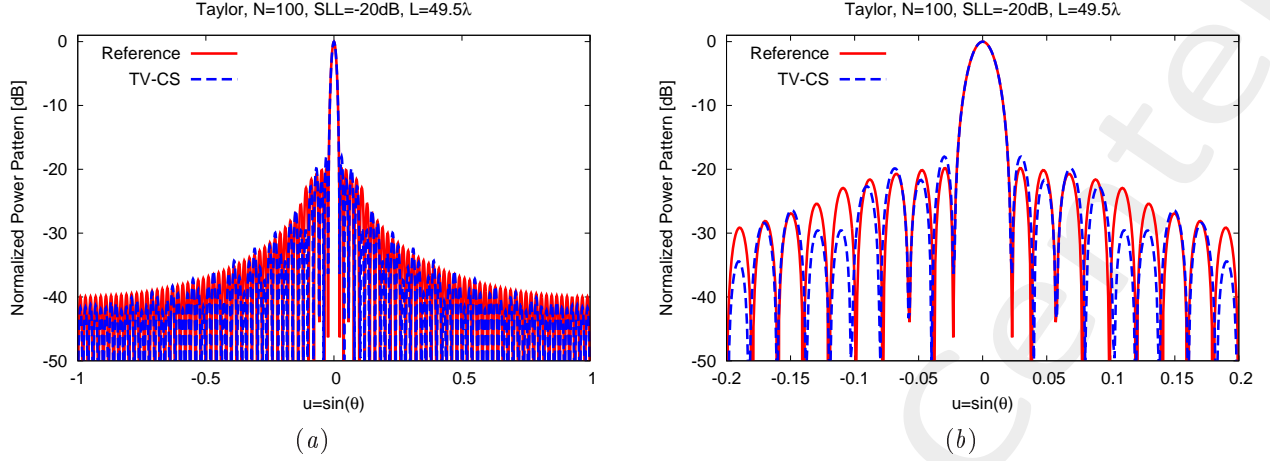 Taylor, N=100, SLL=-20dB, L=49.5λ
Reference
TV-CS
Normalized Power Pattern [dB]
0
-10
-20
-30
-40
-50
-1
-0.5
0
0.5
1
u=sin(θ)
(a)
Taylor, N=100, SLL=-20dB, L=49.5λ
Reference
TV-CS
Normalized Power Pattern [dB]
0
-10
-20
-30
-40
-50
-0.2
-0.15
-0.1
-0.05
0
0.05
0.1
0.15
0.2
u=sin(θ)
(b)
Center